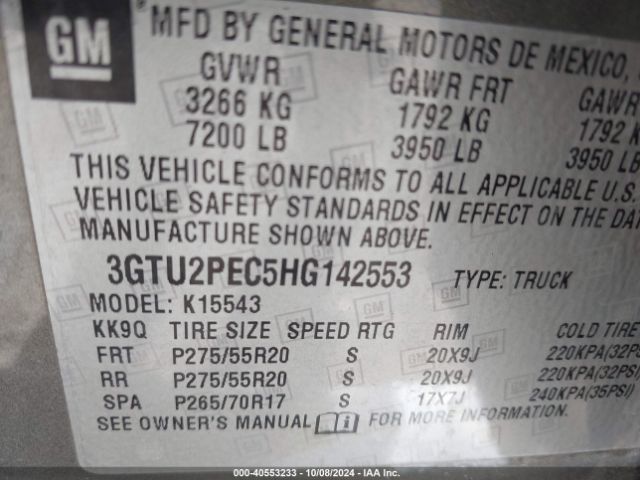 GM
MFD BY GENERAL MOTORS DE MEXICO,
GVWR GAWR FRT GAWR
3266 KG 1792 KG 1792 K
7200 LB 3950 LB 3950 LB
THIS VEHICLE CONFORMS TO ALL APPLICABLE U.S.
VEHICLE SAFETY STANDARDS IN EFFECT ON THE DAT
MANUFACTURE SHOWN ABOVE.
3GTU2PEC5HG142553 TYPE: TRUCK
MODEL: K15543
KK9Q TIRE SIZE SPEED RTG RIM COLD TIRE
FRT P275/55R20 S 20X9J 220KPA(32PS
RR P275/55R20 S 20X9J 220KPA(32PSI)
SPA P265/70R17 S 17X7J 240KPA(35PSI)
SEE OWNER'S MANUAL i FOR MORE INFORMATION.
000-40553233 - 10/08/2024 - IAA Inc.